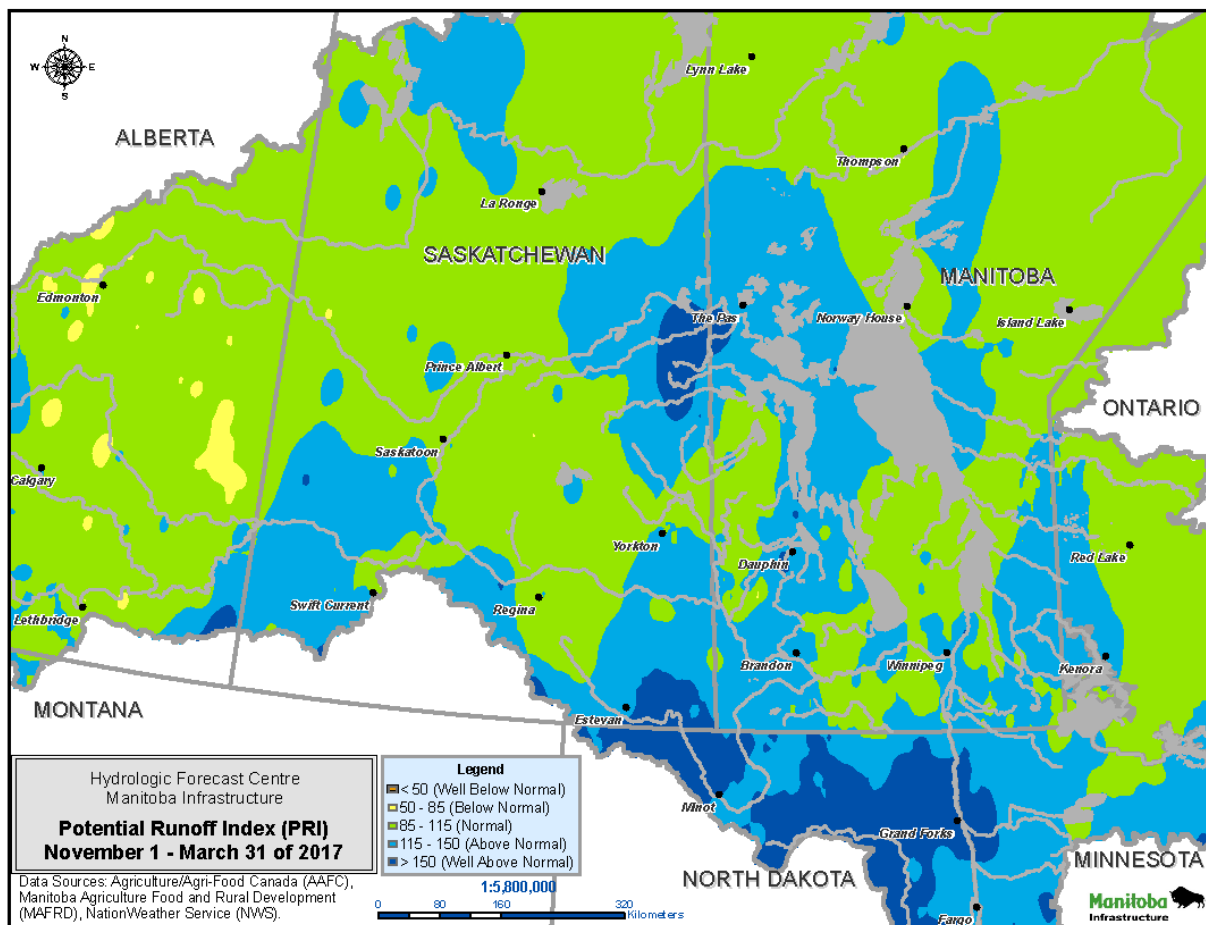 N
W E
S
Lynn Lake
ALBERTA
Thompson
La Ronge
SASKATCHEWAN
MANITOBA
Edmonton
The Pas
Norway House
Island Lake
Prince Albert
ONTARIO
Saskatoon
Calgary
Yorkton
Dauphin
Red Lake
Swift Current
Regina
Lethbridge
Brandon
Winnipeg
Kenora
MONTANA
Estevan
Minot
Grand Forks
NORTH DAKOTA
MINNESOTA
Fargo
Hydrologic Forecast Centre
Manitoba Infrastructure
Potential Runoff Index (PRI)
November 1 - March 31 of 2017
Data Sources: Agriculture/Agri-Food Canada (AAFC),
Manitoba Agriculture Food and Rural Development
(MAFRD), NationWeather Service (NWS).
Legend
< 50 (Well Below Normal)
50 - 85 (Below Normal)
85 - 115 (Normal)
115 - 150 (Above Normal)
> 150 (Well Above Normal)
1:5,800,000
0 80 160 320
Kilometers
Manitoba
Infrastructure